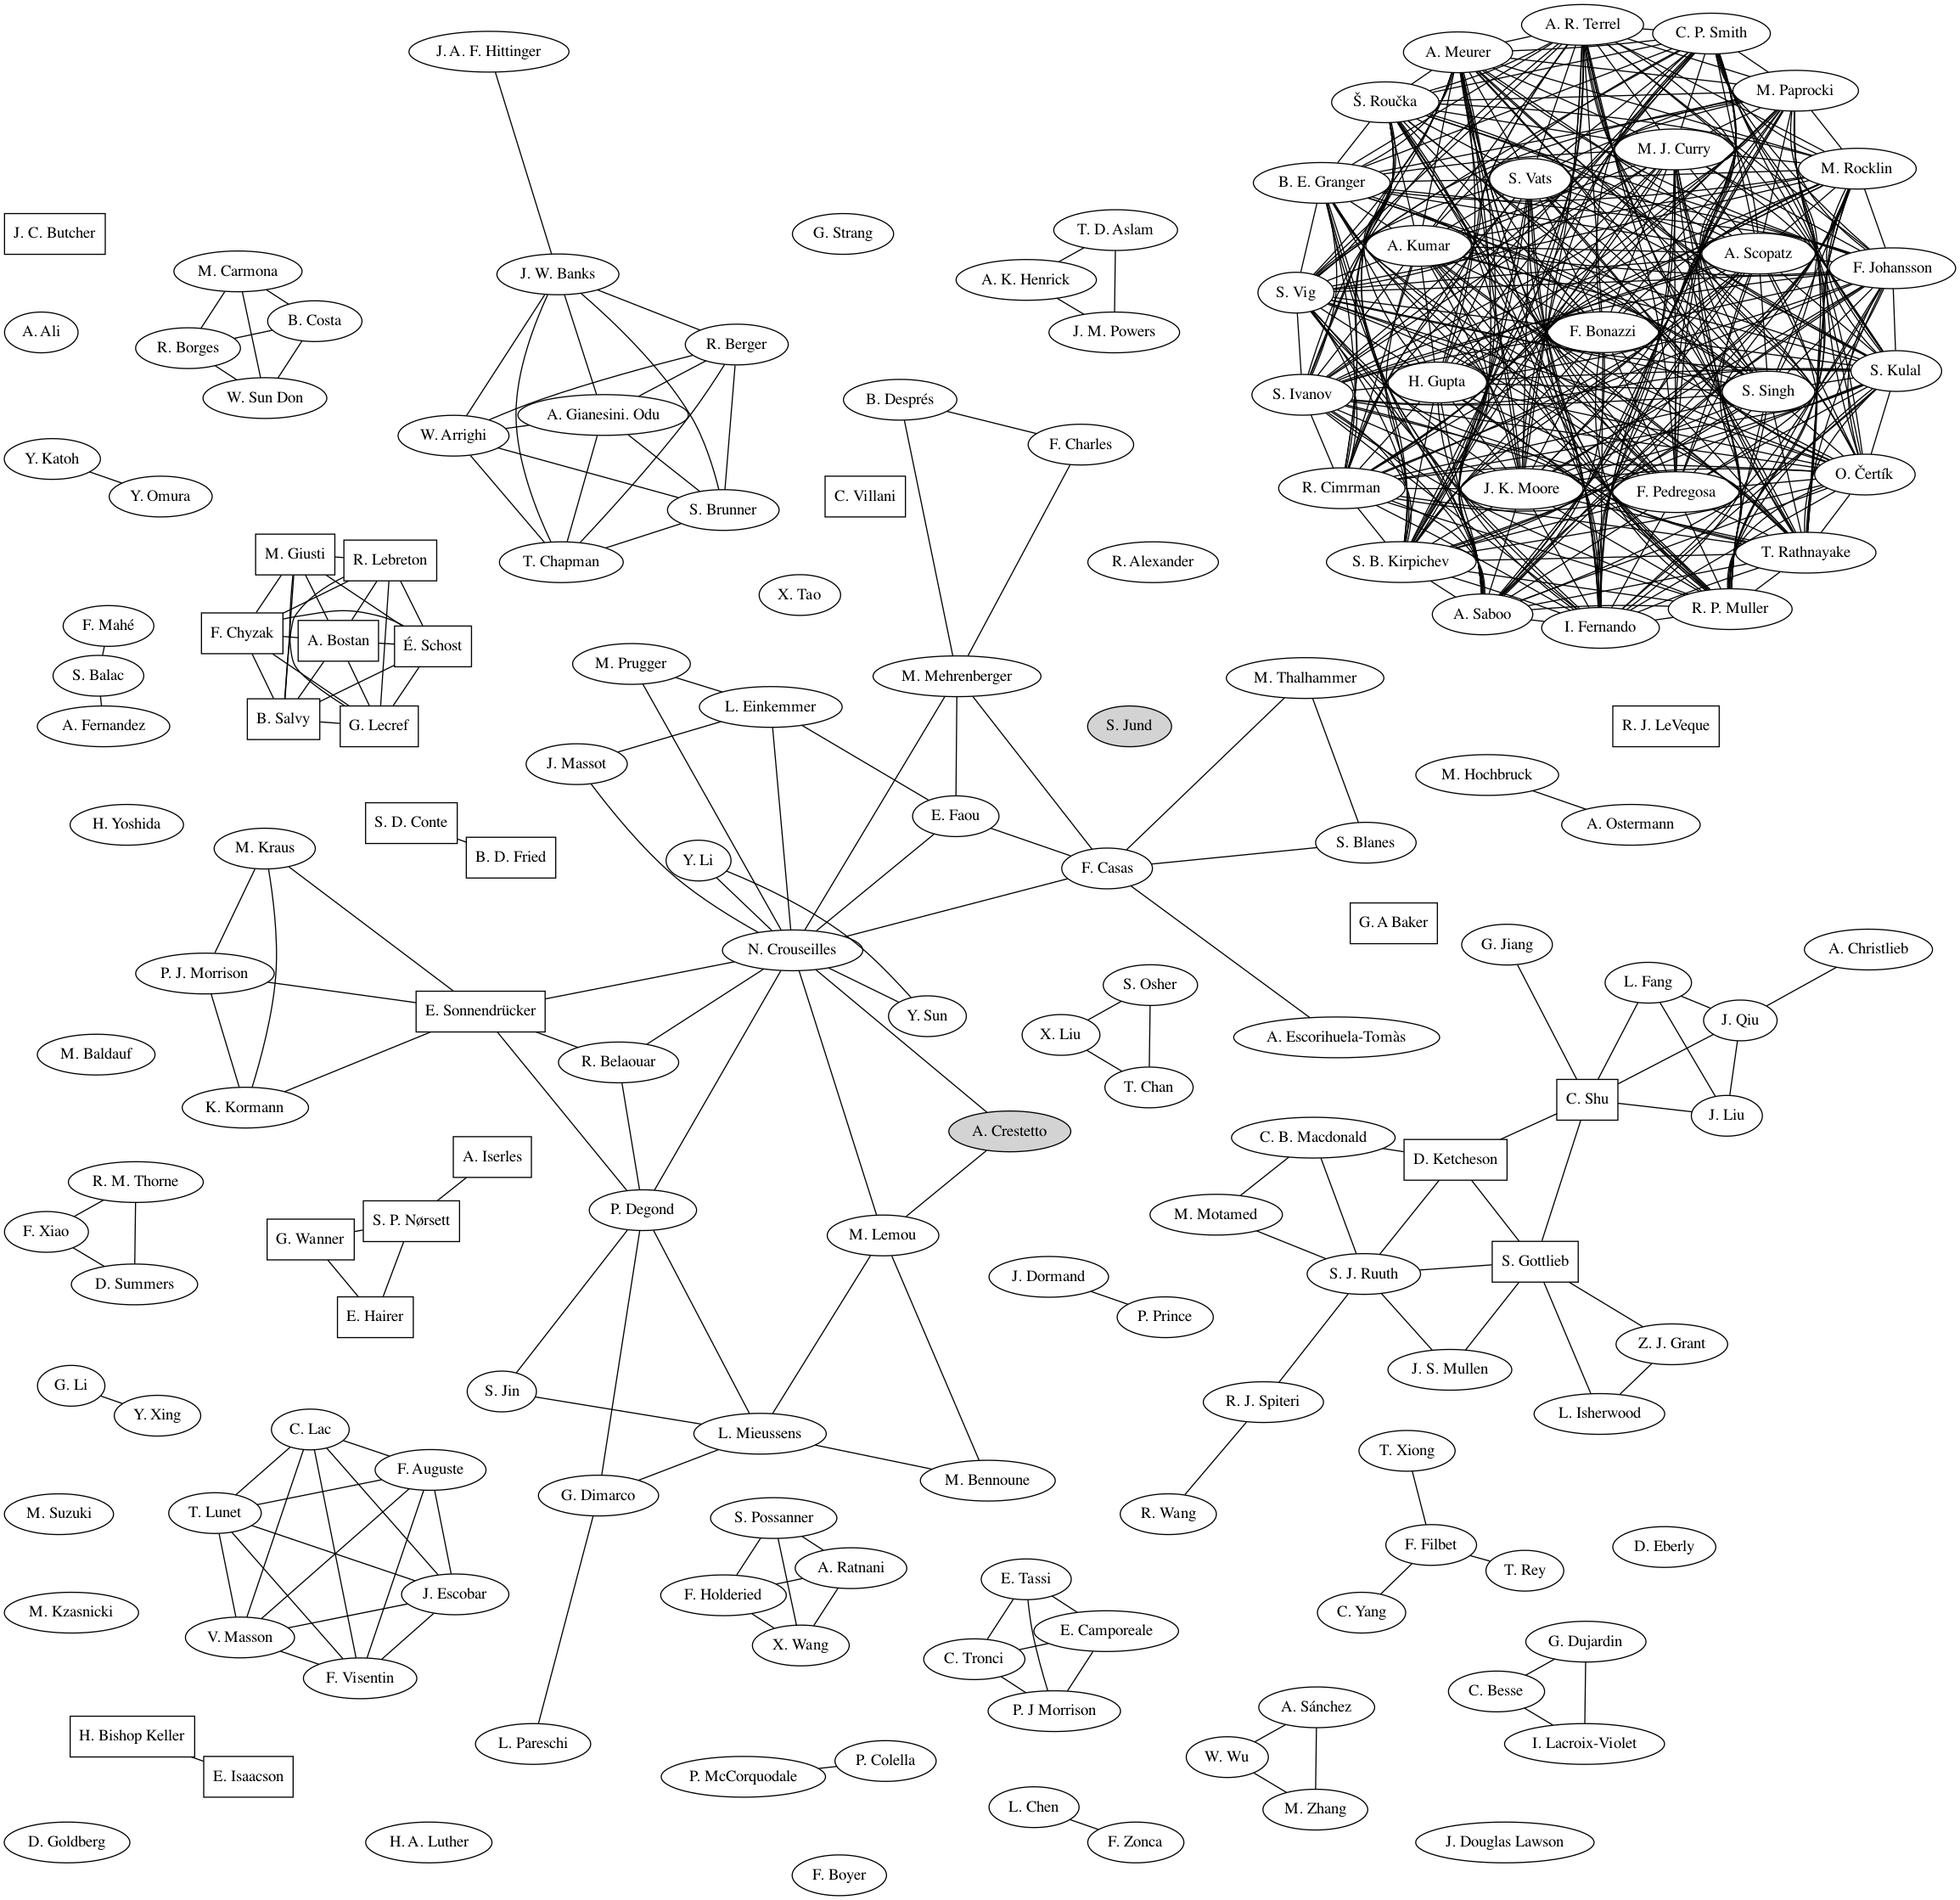 A. R. Terrel
C. P. Smith
J. A. F. Hittinger
A. Meurer
M. Paprocki
Š. Roučka
M. J. Curry
M. Rocklin
S. Vats
B. E. Granger
J. C. Butcher
G. Strang
T. D. Aslam
A. Kumar
A. Scopatz
F. Johansson
M. Carmona
J. W. Banks
A. K. Henrick
S. Vig
B. Costa
A. Ali
R. Borges
R. Berger
J. M. Powers
F. Bonazzi
S. Kulal
H. Gupta
S. Singh
S. Ivanov
W. Sun Don
B. Després
A. Gianesini. Odu
W. Arrighi
F. Charles
Y. Katoh
O. Čertík
R. Cimrman
J. K. Moore
F. Pedregosa
Y. Omura
C. Villani
S. Brunner
M. Giusti
R. Lebreton
T. Chapman
R. Alexander
S. B. Kirpichev
T. Rathnayake
X. Tao
A. Saboo
R. P. Muller
I. Fernando
F. Mahé
F. Chyzak
A. Bostan
É. Schost
M. Prugger
S. Balac
M. Mehrenberger
M. Thalhammer
L. Einkemmer
A. Fernandez
B. Salvy
G. Lecref
S. Jund
R. J. LeVeque
J. Massot
M. Hochbruck
H. Yoshida
S. D. Conte
E. Faou
A. Ostermann
M. Kraus
B. D. Fried
Y. Li
S. Blanes
F. Casas
G. A Baker
N. Crouseilles
G. Jiang
A. Christlieb
P. J. Morrison
S. Osher
L. Fang
E. Sonnendrücker
Y. Sun
X. Liu
J. Qiu
A. Escorihuela-Tomàs
M. Baldauf
R. Belaouar
T. Chan
K. Kormann
C. Shu
J. Liu
A. Crestetto
C. B. Macdonald
A. Iserles
D. Ketcheson
R. M. Thorne
P. Degond
M. Motamed
F. Xiao
G. Wanner
S. P. Nørsett
M. Lemou
S. Gottlieb
D. Summers
J. Dormand
S. J. Ruuth
E. Hairer
P. Prince
Z. J. Grant
G. Li
S. Jin
J. S. Mullen
Y. Xing
R. J. Spiteri
L. Isherwood
C. Lac
L. Mieussens
T. Xiong
F. Auguste
M. Bennoune
G. Dimarco
M. Suzuki
T. Lunet
S. Possanner
R. Wang
F. Filbet
D. Eberly
A. Ratnani
T. Rey
E. Tassi
F. Holderied
J. Escobar
M. Kzasnicki
C. Yang
V. Masson
X. Wang
E. Camporeale
G. Dujardin
C. Tronci
F. Visentin
C. Besse
P. J Morrison
A. Sánchez
H. Bishop Keller
L. Pareschi
I. Lacroix-Violet
W. Wu
P. McCorquodale
P. Colella
E. Isaacson
L. Chen
M. Zhang
D. Goldberg
H. A. Luther
F. Zonca
J. Douglas Lawson
F. Boyer